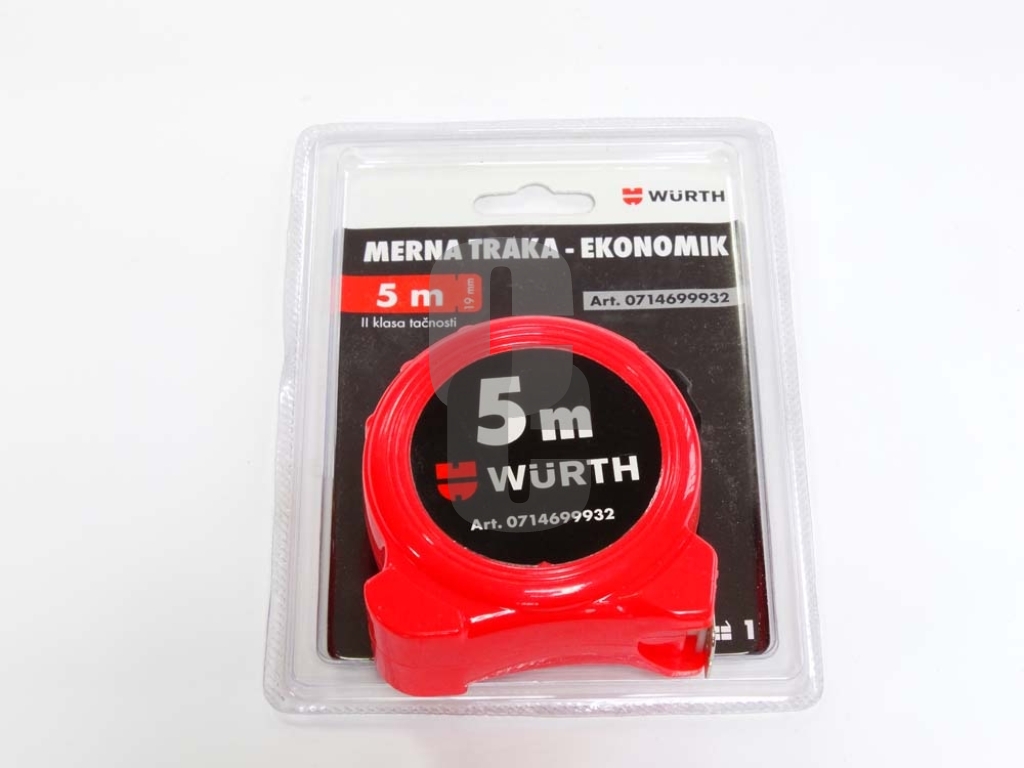 WÜRTH
MERNA TRAKA - EKONOMIK
5 m
19 mm
Art. 0714699932
II klasa tačnosti
5 m
WÜRTH
Art. 0714699932
1